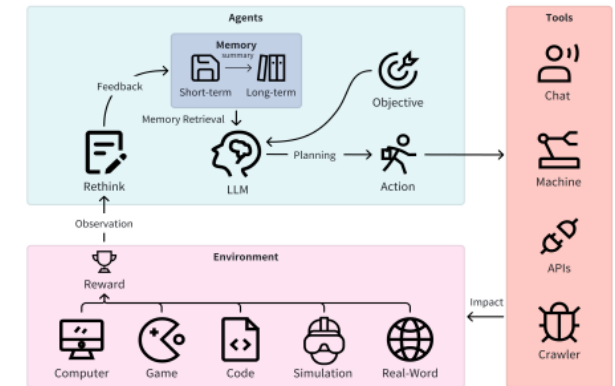 Agents
Memory
summary
Short-term
Long-term
Feedback
Memory Retrieval
Objective
Rethink
LLM
Planning
Action
Observation
Tools
Chat
Machine
APIs
Crawler
Impact
Environment
Reward
Computer
Game
Code
Simulation
Real-Word